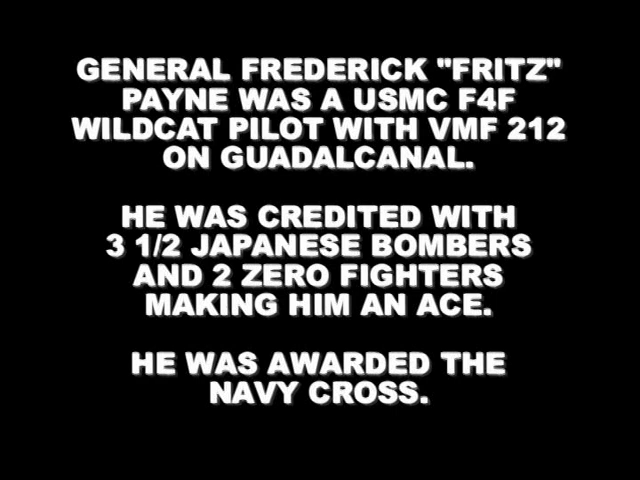 GENERAL FREDERICK "FRITZ"
PAYNE WAS A USMC F4F
WILDCAT PILOT WITH VMF 212
ON GUADALCANAL.
HE WAS CREDITED WITH
3 1/2 JAPANESE BOMBERS
AND 2 ZERO FIGHTERS
MAKING HIM AN ACE.
HE WAS AWARDED THE
NAVY CROSS.